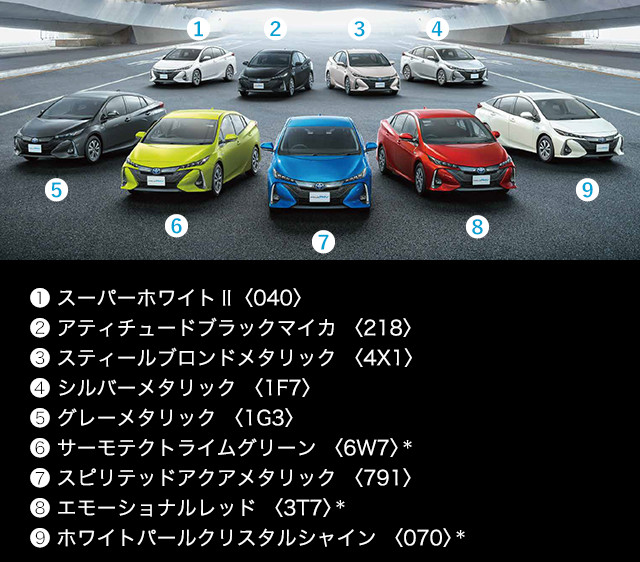 1 2 3 4
5 6 7 8 9
❶ スーパーホワイトⅡ 〈040〉
❷ アティチュードブラックマイカ 〈218〉
❸ スティールブロンドメタリック 〈4X1〉
❹ シルバーメタリック 〈1F7〉
❺ グレーメタリック 〈1G3〉
❻ サーモテクトライムグリーン 〈6W7〉*
❼ スピリテッドアクアメタリック 〈791〉
❽ エモーショナルレッド 〈3T7〉*
❾ ホワイトパールクリスタルシャイン 〈070〉*